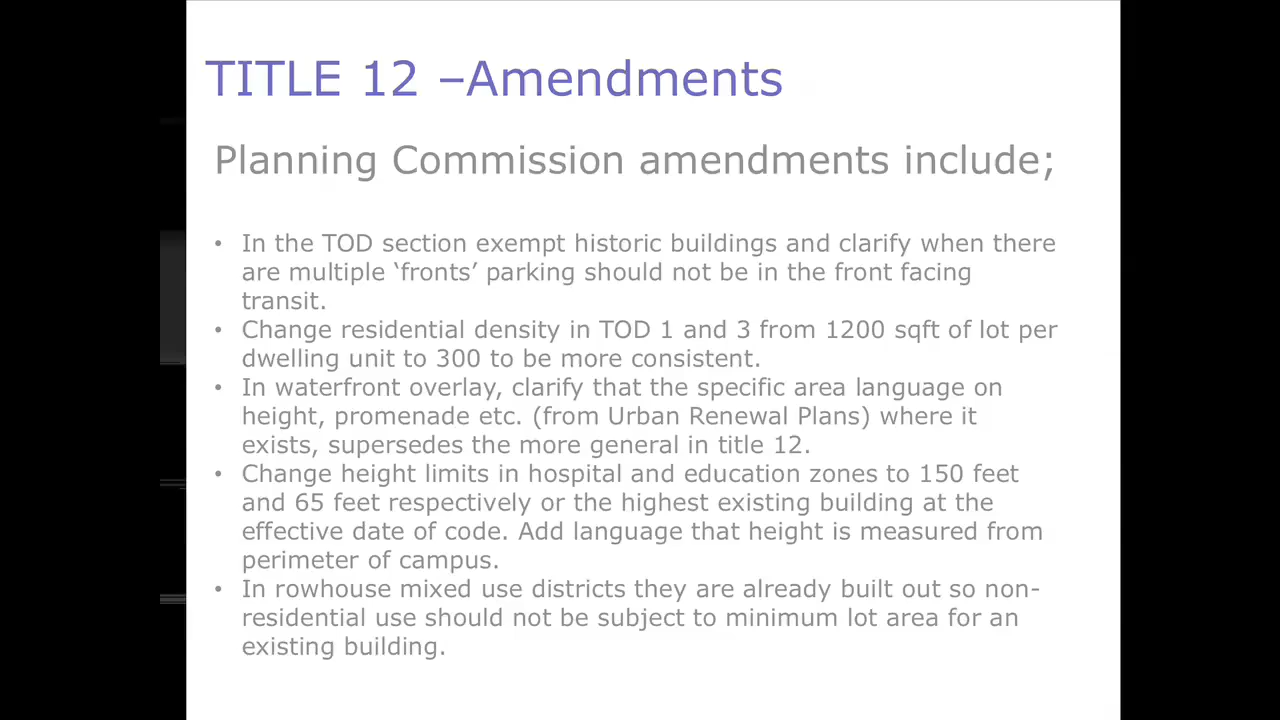 TITLE 12 –Amendments
Planning Commission amendments include;
• In the TOD section exempt historic buildings and clarify when there
are multiple ‘fronts’ parking should not be in the front facing
transit.
• Change residential density in TOD 1 and 3 from 1200 sqft of lot per
dwelling unit to 300 to be more consistent.
• In waterfront overlay, clarify that the specific area language on
height, promenade etc. (from Urban Renewal Plans) where it
exists, supersedes the more general in title 12.
• Change height limits in hospital and education zones to 150 feet
and 65 feet respectively or the highest existing building at the
effective date of code. Add language that height is measured from
perimeter of campus.
• In rowhouse mixed use districts they are already built out so non-
residential use should not be subject to minimum lot area for an
existing building.